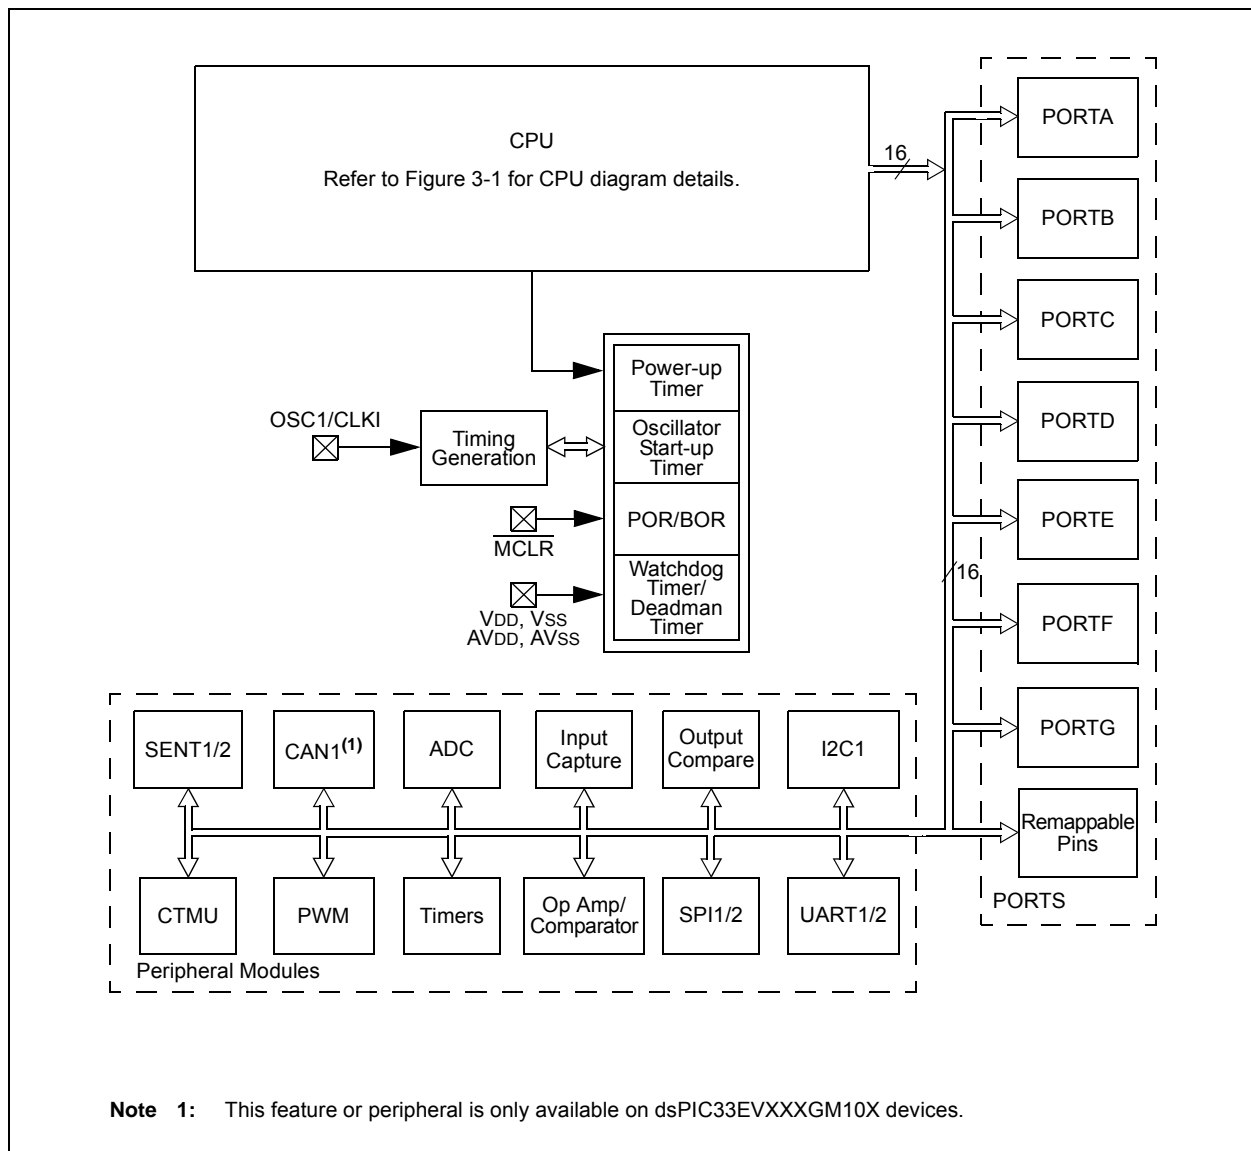 CPU
Refer to Figure 3-1 for CPU diagram details.
16
PORTA
PORTB
PORTC
PORTD
PORTE
16
PORTF
PORTG
Remappable
Pins
PORTS
Power-up
Timer
OSC1/CLKI
Timing
Generation
Oscillator
Start-up
Timer
POR/BOR
MCLR
Watchdog
Timer/
Deadman
Timer
VDD, VSS
AVDD, AVSS
SENT1/2
CAN1(1)
ADC
Input
Capture
Output
Compare
I2C1
CTMU
PWM
Timers
Op Amp/
Comparator
SPI1/2
UART1/2
Peripheral Modules
Note 1: This feature or peripheral is only available on dsPIC33EVXXXGM10X devices.